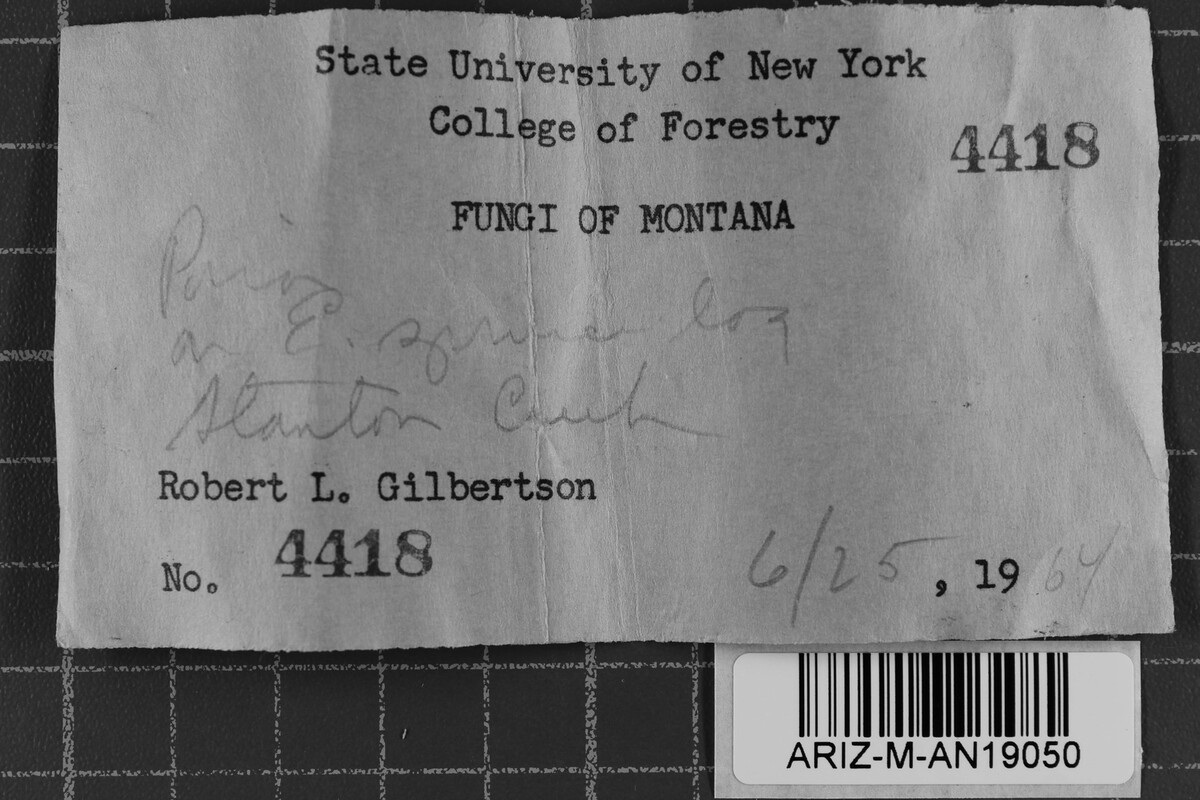 State University of New York
College of Forestry
4418
FUNGI OF MONTANA
Poria
on E. spruce log
Stanton Creek
Robert L. Gilbertson
No. 4418
6/25, 1964
ARIZ-M-AN19050